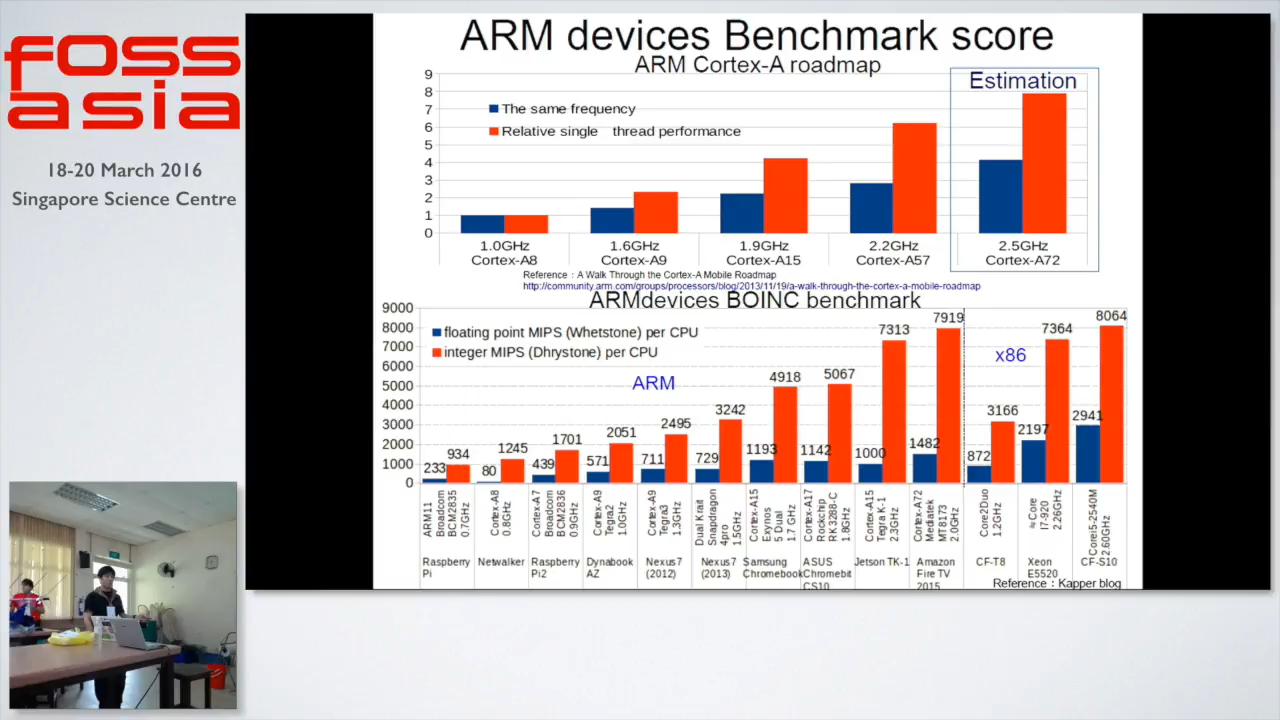 foss
asia
18-20 March 2016
Singapore Science Centre
ARM devices Benchmark score
ARM Cortex-A roadmap
Estimation
The same frequency
Relative single thread performance
9
8
7
6
5
4
3
2
1
0
1.0GHz
Cortex-A8
1.6GHz
Cortex-A9
1.9GHz
Cortex-A15
2.2GHz
Cortex-A57
2.5GHz
Cortex-A72
Reference : A Walk Through the Cortex-A Mobile Roadmap
http://community.arm.com/groups/processors/blog/2013/11/19/a-walk-through-the-cortex-a-mobile-roadmap
ARMdevices BOINC benchmark
floating point MIPS (Whetstone) per CPU
integer MIPS (Dhrystone) per CPU
ARM
x86
9000
8000
7000
6000
5000
4000
3000
2000
1000
0
233 934
80 1245
439 1701
571 2051
711 2495
729 3242
1193 4918
1142 5067
1000 7313
1482 7919
872 3166
2197 7364
2941 8064
ARM11
Broadcom
BCM2835
0.7GHz
Raspberry
Pi
Cortex-A8
0.8GHz
Netwalker
Cortex-A7
Broadcom
BCM2836
0.9GHz
Raspberry
Pi2
Cortex-A9
Tegra2
1.0GHz
Dynabook
AZ
Cortex-A9
Tegra3
1.3GHz
Nexus7
(2012)
Dual Krait
Snapdragon
4pro
1.5GHz
Nexus7
(2013)
Cortex-A15
Exynos
5 Dual
1.7 GHz
Samsung
Chromebook
Cortex-A17
Rokchip
RK3288-C
1.8GHz
ASUS
Chromebit
CS10
Cortex-A15
Tegra K-1
2.3GHz
Jetson TK-1
Cortex-A72
Mediatek
MT8173
2.0GHz
Amazon
Fire TV
2015
Core2Duo
1.2GHz
CF-T8
≈Core
I7-920
2.26GHz
Xeon
E5520
Corei5-2540M
2.60GHz
CF-S10
Reference : Kapper blog